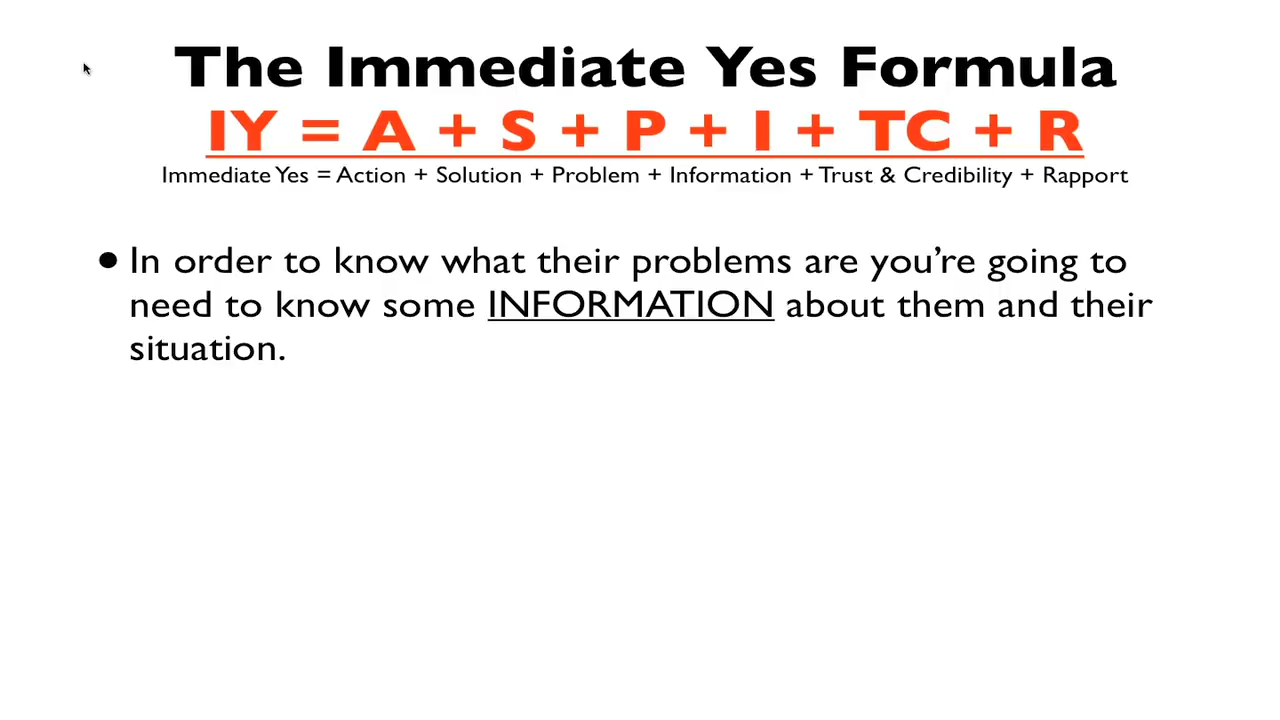 The Immediate Yes Formula
IY = A + S + P + I + TC + R
Immediate Yes = Action + Solution + Problem + Information + Trust & Credibility + Rapport
• In order to know what their problems are you’re going to
need to know some INFORMATION about them and their
situation.